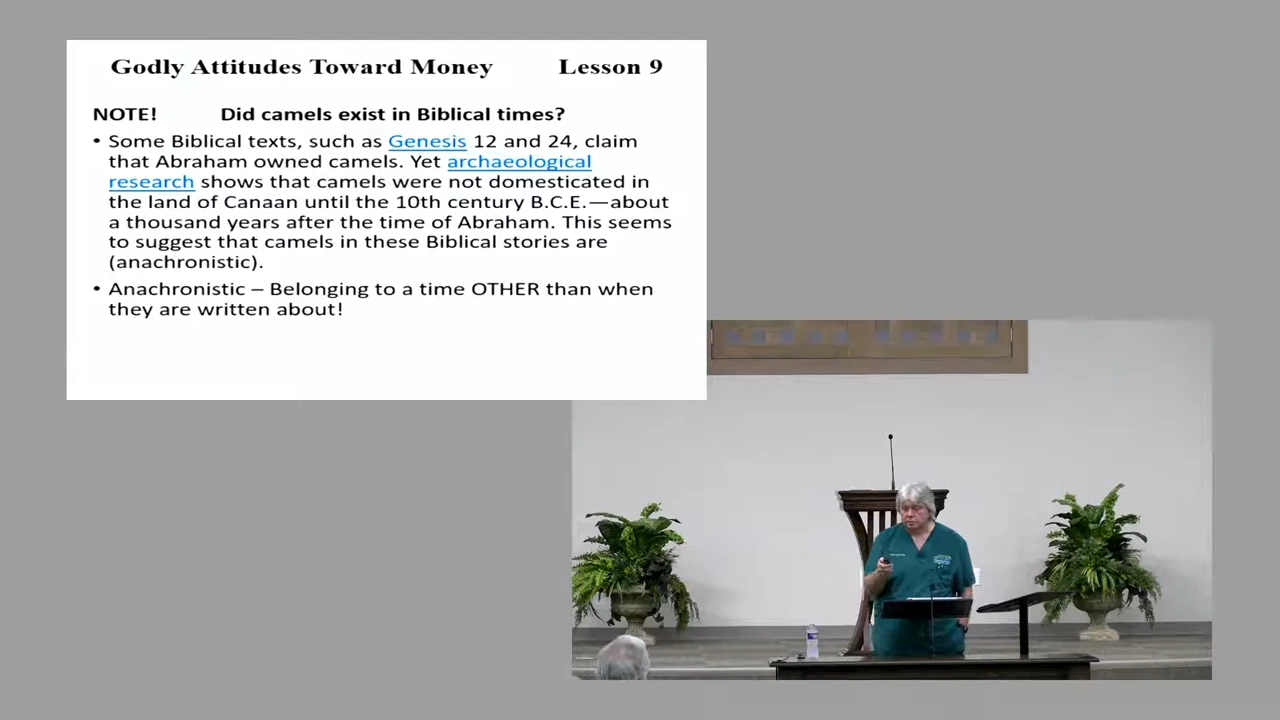 Godly Attitudes Toward Money Lesson 9
NOTE! Did camels exist in Biblical times?
• Some Biblical texts, such as Genesis 12 and 24, claim
that Abraham owned camels. Yet archaeological
research shows that camels were not domesticated in
the land of Canaan until the 10th century B.C.E.—about
a thousand years after the time of Abraham. This seems
to suggest that camels in these Biblical stories are
(anachronistic).
• Anachronistic – Belonging to a time OTHER than when
they are written about!